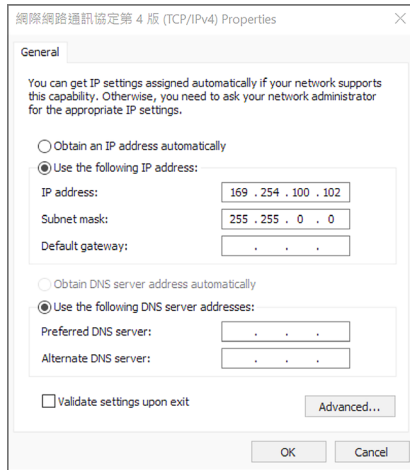 網際網路通訊協定第 4 版 (TCP/IPv4) Properties
General
You can get IP settings assigned automatically if your network supports
this capability. Otherwise, you need to ask your network administrator
for the appropriate IP settings.
Obtain an IP address automatically
Use the following IP address:
IP address: 169 . 254 . 100 . 102
Subnet mask: 255 . 255 . 0 . 0
Default gateway: . . .
Obtain DNS server address automatically
Use the following DNS server addresses:
Preferred DNS server: . . .
Alternate DNS server: . . .
Validate settings upon exit
Advanced...
OK Cancel